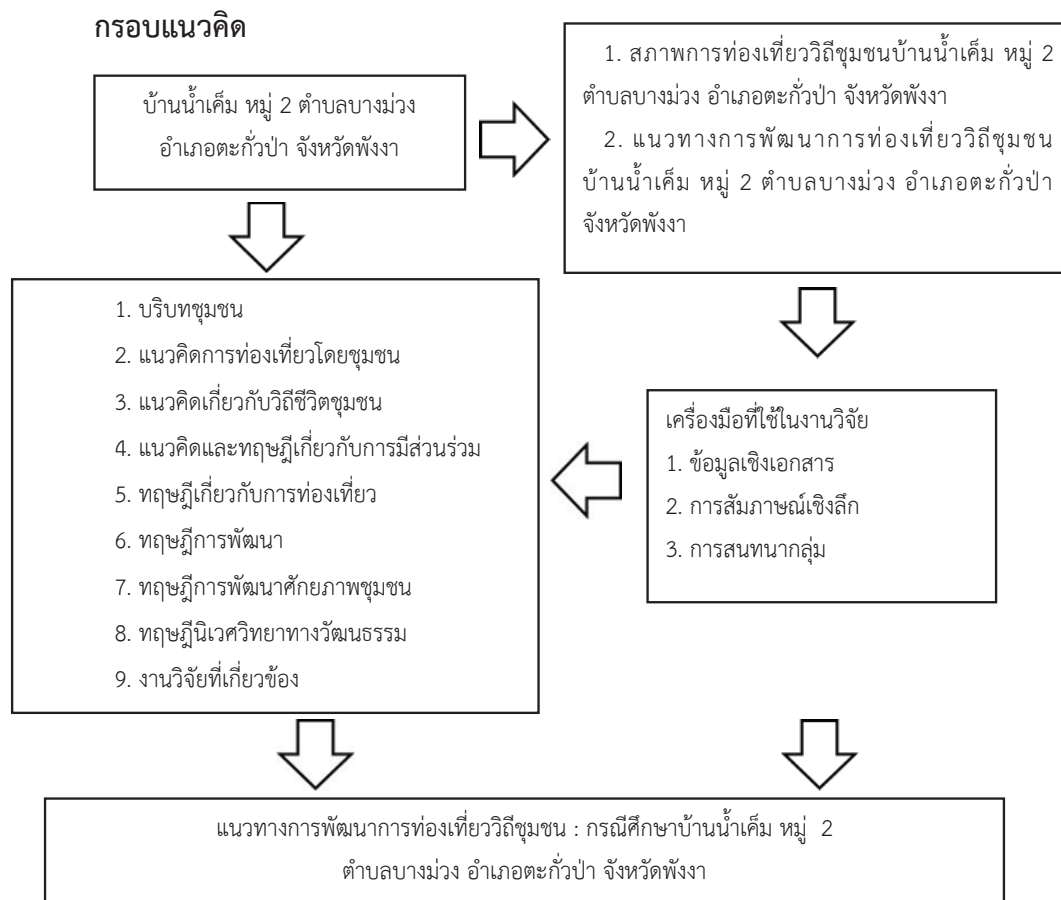 กรอบแนวคิด
บ้านน้ำเค็ม หมู่ 2 ตำบลบางม่วง
อำเภอตะกั่วป่า จังหวัดพังงา
1. สภาพการท่องเที่ยววิถีชุมชนบ้านน้ำเค็ม หมู่ 2
ตำบลบางม่วง อำเภอตะกั่วป่า จังหวัดพังงา
2. แนวทางการพัฒนาการท่องเที่ยววิถีชุมชน
บ้านน้ำเค็ม หมู่ 2 ตำบลบางม่วง อำเภอตะกั่วป่า
จังหวัดพังงา
1. บริบทชุมชน
2. แนวคิดการท่องเที่ยวโดยชุมชน
3. แนวคิดเกี่ยวกับวิถีชีวิตชุมชน
4. แนวคิดและทฤษฎีเกี่ยวกับการมีส่วนร่วม
5. ทฤษฎีเกี่ยวกับการท่องเที่ยว
6. ทฤษฎีการพัฒนา
7. ทฤษฎีการพัฒนาศักยภาพชุมชน
8. ทฤษฎีนิเวศวิทยาทางวัฒนธรรม
9. งานวิจัยที่เกี่ยวข้อง
เครื่องมือที่ใช้ในงานวิจัย
1. ข้อมูลเชิงเอกสาร
2. การสัมภาษณ์เชิงลึก
3. การสนทนากลุ่ม
แนวทางการพัฒนาการท่องเที่ยววิถีชุมชน : กรณีศึกษาบ้านน้ำเค็ม หมู่ 2
ตำบลบางม่วง อำเภอตะกั่วป่า จังหวัดพังงา